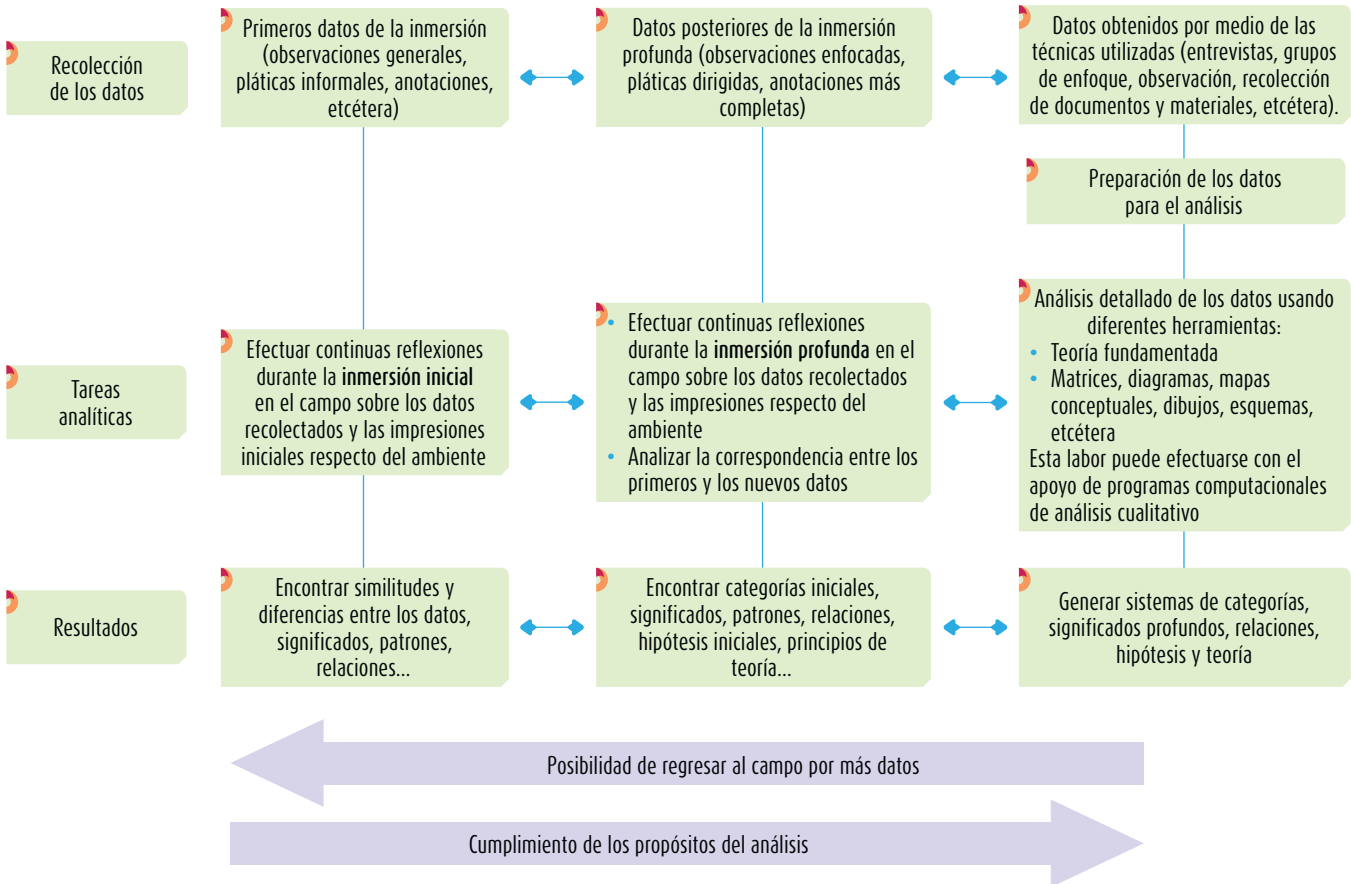 Recolección
de los datos
Primeros datos de la inmersión
(observaciones generales,
pláticas informales, anotaciones,
etcétera)
Datos posteriores de la inmersión
profunda (observaciones enfocadas,
pláticas dirigidas, anotaciones más
completas)
Datos obtenidos por medio de las
técnicas utilizadas (entrevistas, grupos
de enfoque, observación, recolección
de documentos y materiales, etcétera).
Preparación de los datos
para el análisis
Tareas
analíticas
Efectuar continuas reflexiones
durante la inmersión inicial
en el campo sobre los datos
recolectados y las impresiones
iniciales respecto del ambiente
• Efectuar continuas reflexiones
durante la inmersión profunda en el
campo sobre los datos recolectados
y las impresiones respecto del
ambiente
• Analizar la correspondencia entre los
primeros y los nuevos datos
Análisis detallado de los datos usando
diferentes herramientas:
• Teoría fundamentada
• Matrices, diagramas, mapas
conceptuales, dibujos, esquemas,
etcétera
Esta labor puede efectuarse con el
apoyo de programas computacionales
de análisis cualitativo
Resultados
Encontrar similitudes y
diferencias entre los datos,
significados, patrones,
relaciones...
Encontrar categorías iniciales,
significados, patrones, relaciones,
hipótesis iniciales, principios de
teoría...
Generar sistemas de categorías,
significados profundos, relaciones,
hipótesis y teoría
Posibilidad de regresar al campo por más datos
Cumplimiento de los propósitos del análisis